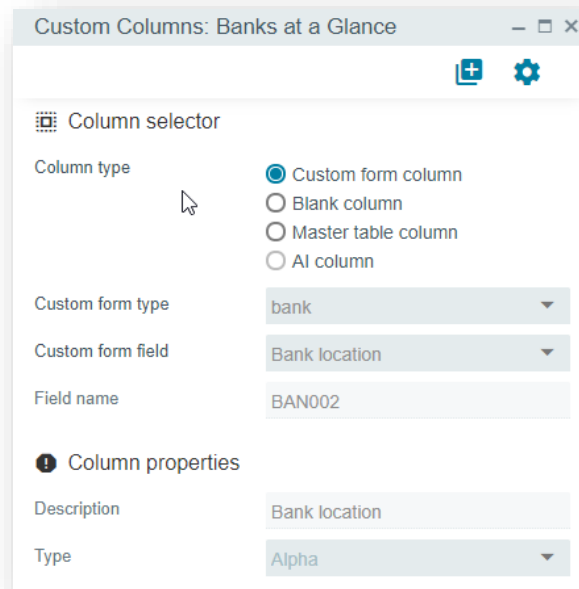 Custom Columns: Banks at a Glance
Column selector
Column type
Custom form column
Blank column
Master table column
AI column
Custom form type
bank
Custom form field
Bank location
Field name
BAN002
Column properties
Description
Bank location
Type
Alpha